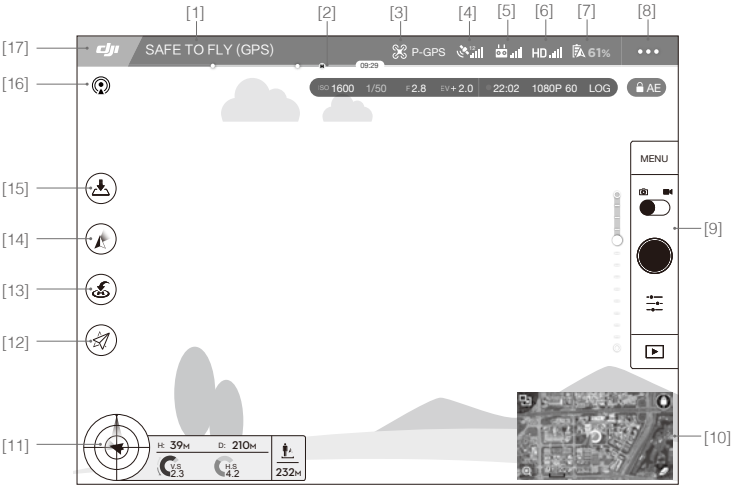 [1] [2] [3] [4] [5] [6] [7] [8]
[17] dji SAFE TO FLY (GPS) P-GPS 12 HD 61% •••
09:29
[16] ISO 1600 1/50 F 2.8 EV +2.0 22:02 1080P 60 LOG AE
MENU
[15]
[9]
[14]
[13]
[12]
[11] H: 39M D: 210M
V.S 2.3 H.S 4.2 232M
[10]